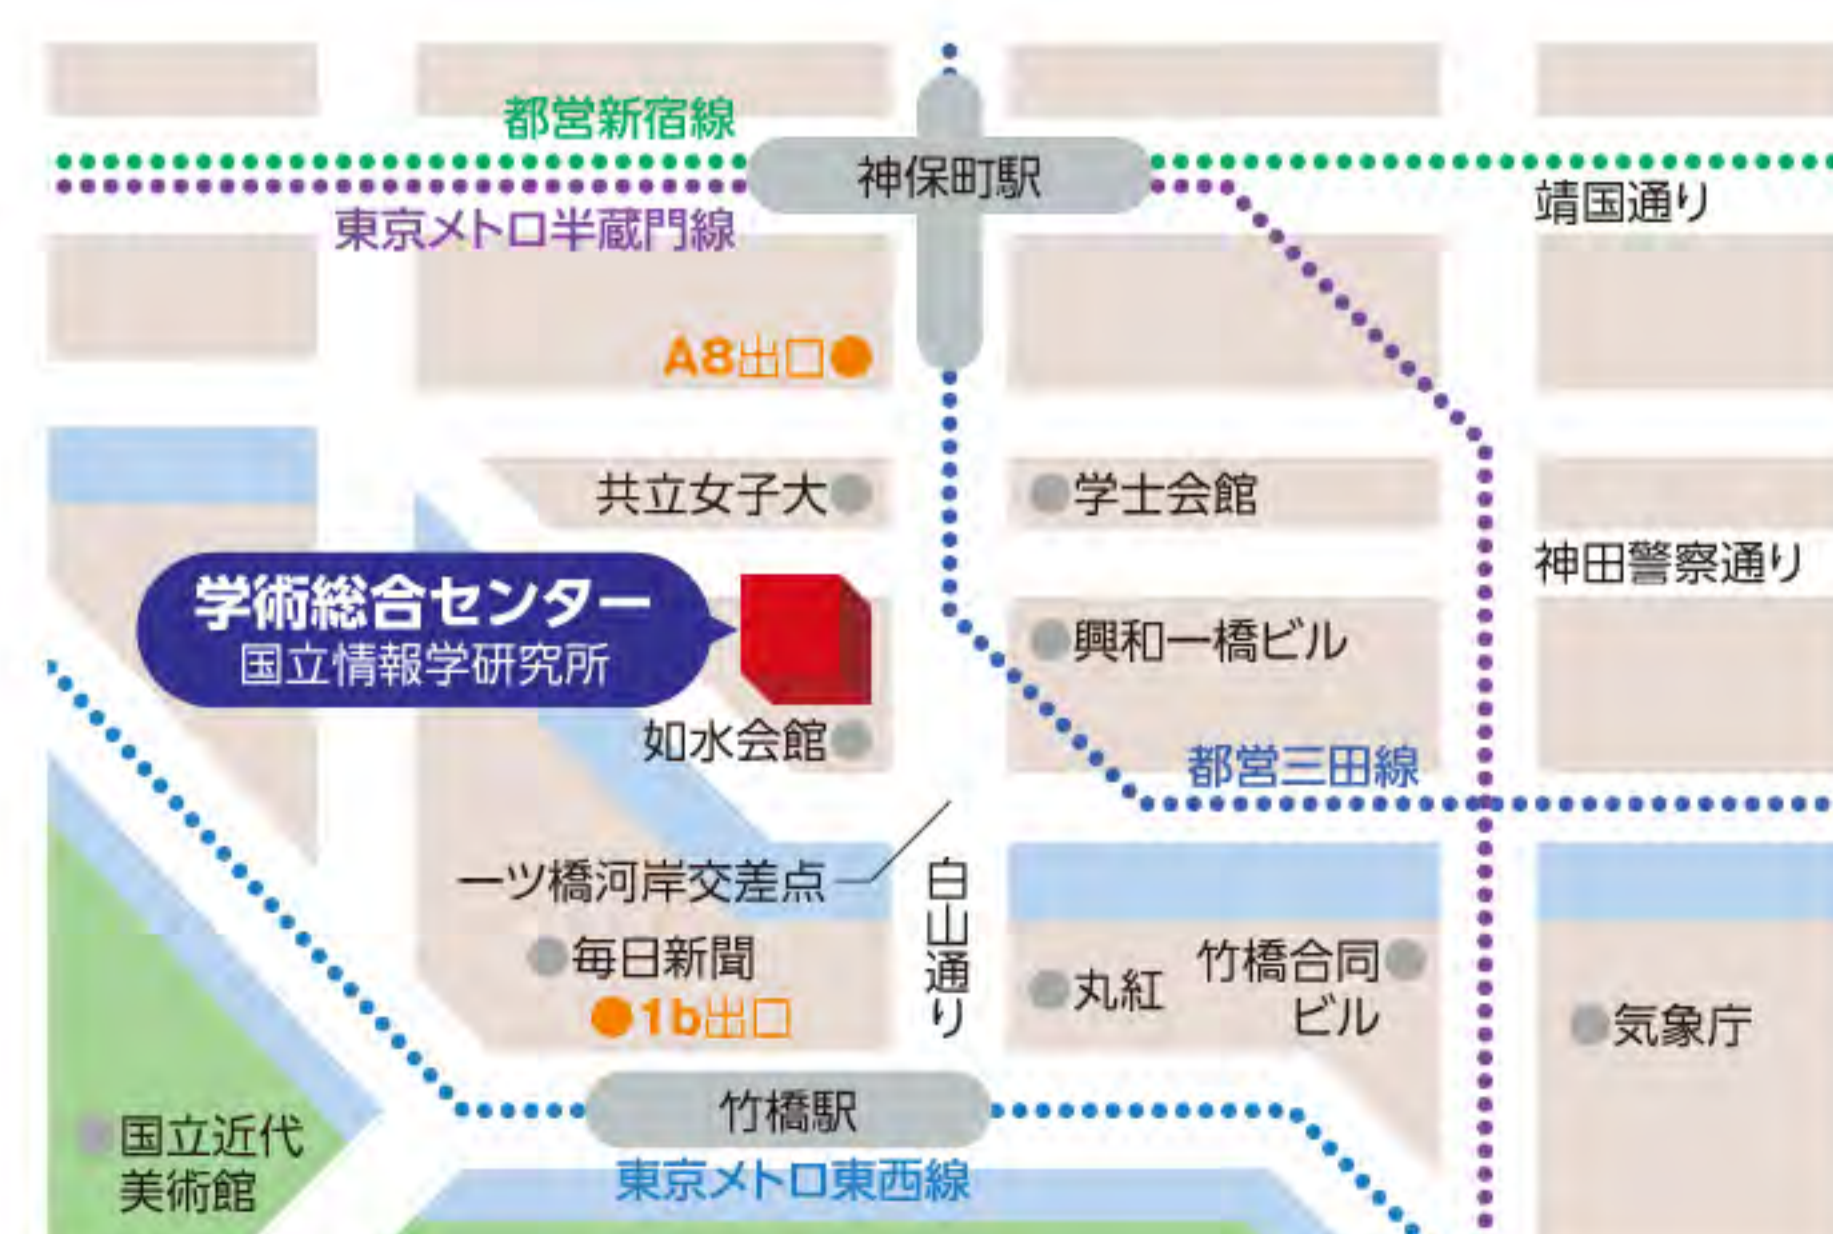 都営新宿線
神保町駅
靖国通り
東京メトロ半蔵門線
A8出口
共立女子大
学士会館
神田警察通り
学術総合センター
国立情報学研究所
興和一橋ビル
如水会館
都営三田線
一ツ橋河岸交差点
白山通り
毎日新聞
1b出口
丸紅
竹橋合同
ビル
気象庁
竹橋駅
東京メトロ東西線
国立近代
美術館